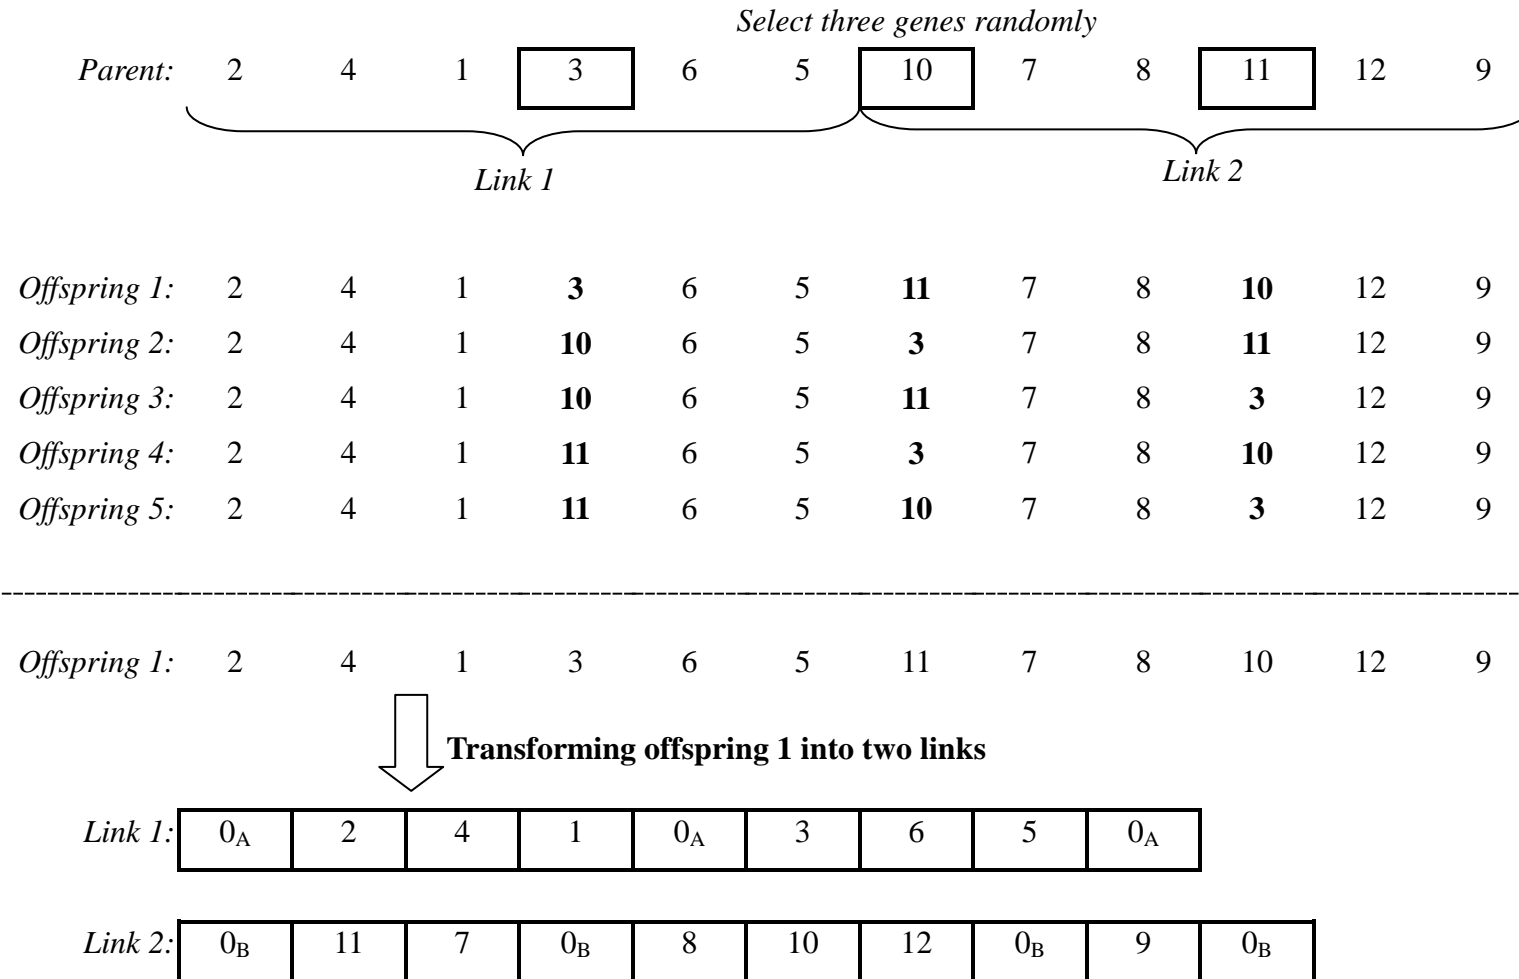 Select three genes randomly
Parent: 2 4 1 3 6 5 10 7 8 11 12 9
Link 1
Link 2
Offspring 1: 2 4 1 3 6 5 11 7 8 10 12 9
Offspring 2: 2 4 1 10 6 5 3 7 8 11 12 9
Offspring 3: 2 4 1 10 6 5 11 7 8 3 12 9
Offspring 4: 2 4 1 11 6 5 3 7 8 10 12 9
Offspring 5: 2 4 1 11 6 5 10 7 8 3 12 9
Offspring 1: 2 4 1 3 6 5 11 7 8 10 12 9
Transforming offspring 1 into two links
Link 1: 0A 2 4 1 0A 3 6 5 0A
Link 2: 0B 11 7 0B 8 10 12 0B 9 0B